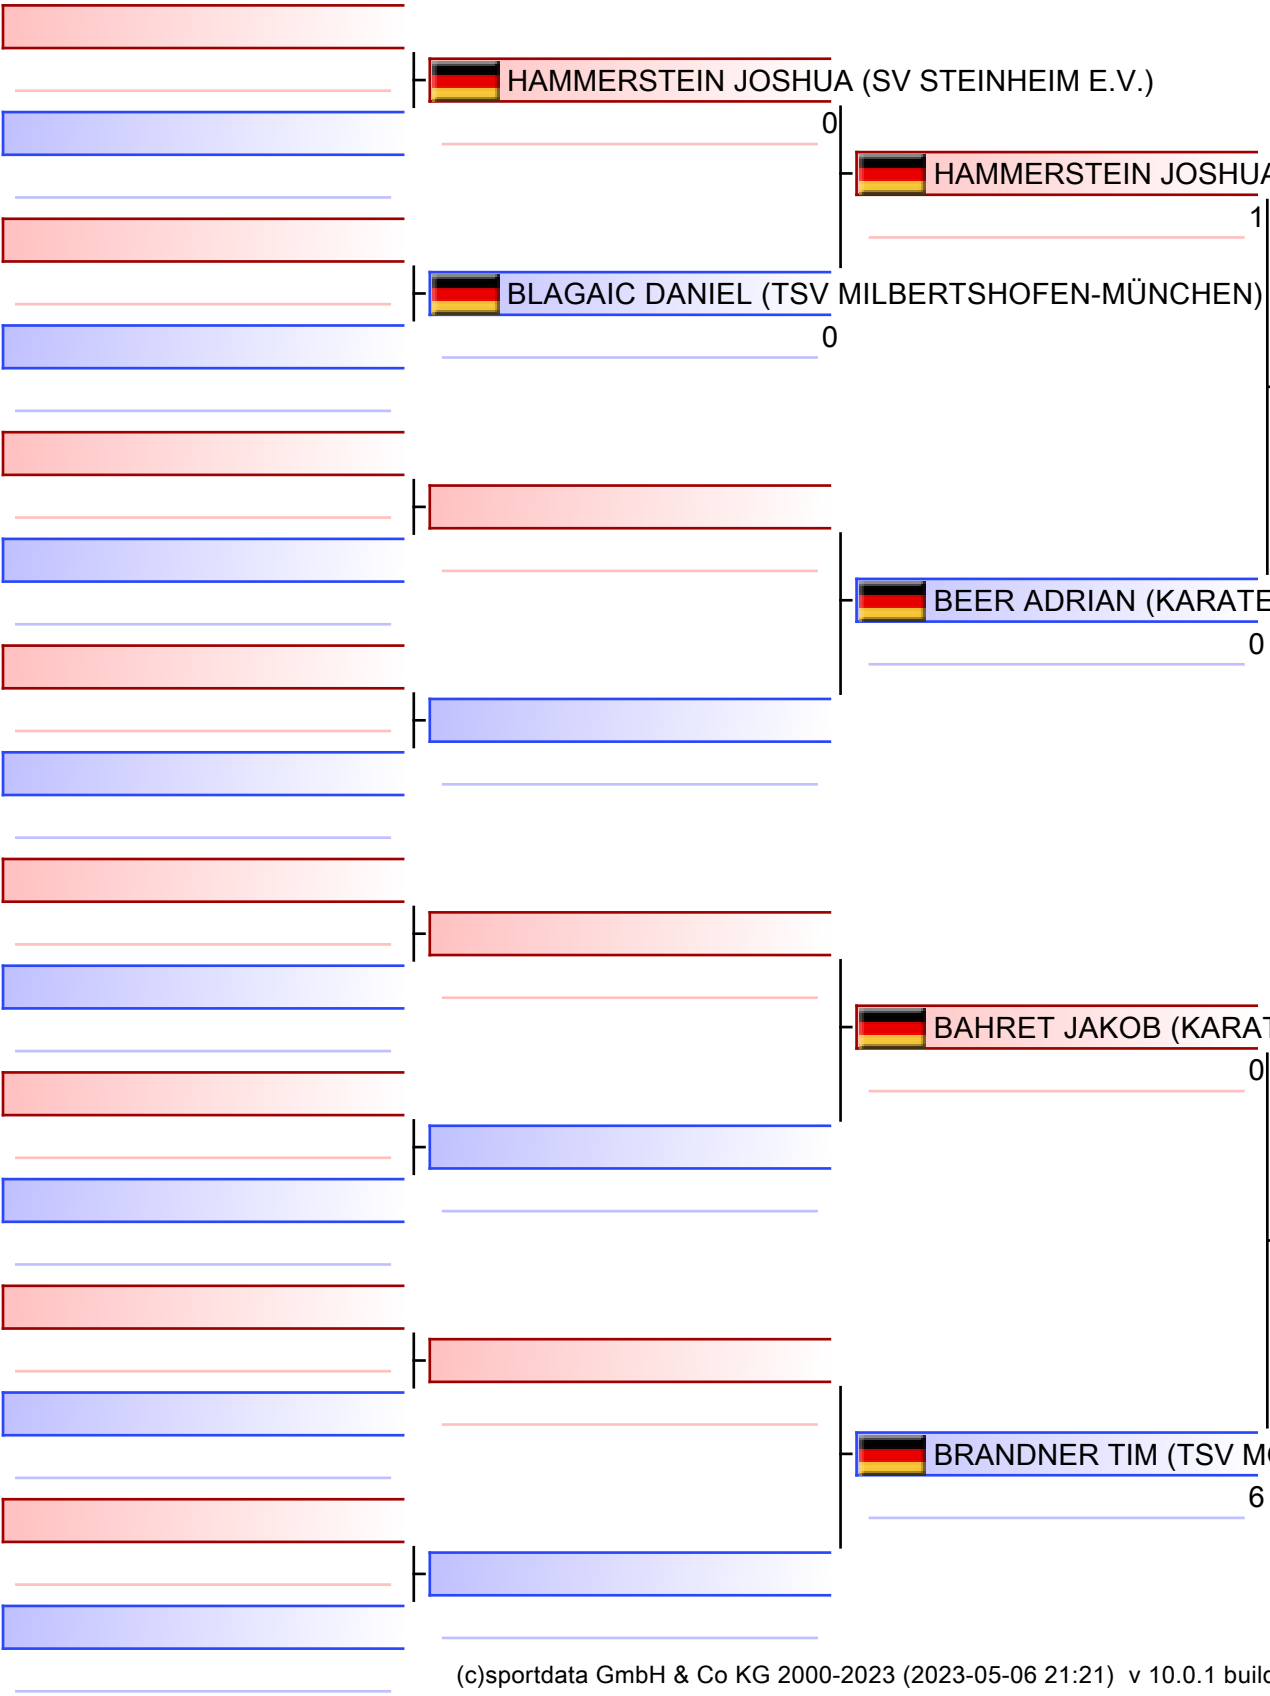 HAMMERSTEIN JOSHUA (SV STEINHEIM E.V.)
0
HAMMERSTEIN JOSHUA
1
BLAGAIC DANIEL (TSV MILBERTSHOFEN-MÜNCHEN)
0
BEER ADRIAN (KARATE
0
BAHRET JAKOB (KARAT
0
BRANDNER TIM (TSV MO
6
(c)sportdata GmbH & Co KG 2000-2023 (2023-05-06 21:21) v 10.0.1 build